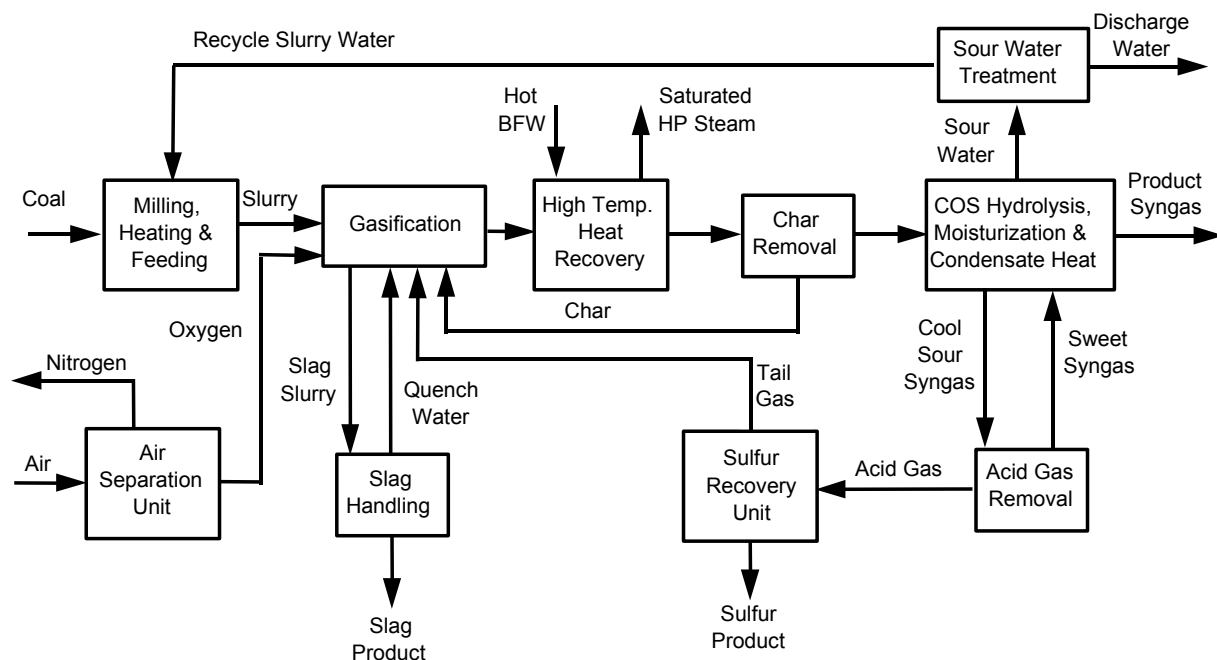 Recycle Slurry Water
Sour Water
Treatment
Discharge
Water
Hot
BFW
Saturated
HP Steam
Sour
Water
Coal
Milling,
Heating &
Feeding
Slurry
Gasification
High Temp.
Heat
Recovery
Char
Removal
COS Hydrolysis,
Moisturization &
Condensate Heat
Product
Syngas
Oxygen
Char
Nitrogen
Slag
Slurry
Quench
Water
Tail
Gas
Cool
Sour
Syngas
Sweet
Syngas
Air
Air
Separation
Unit
Slag
Handling
Sulfur
Recovery
Unit
Acid Gas
Acid Gas
Removal
Slag
Product
Sulfur
Product